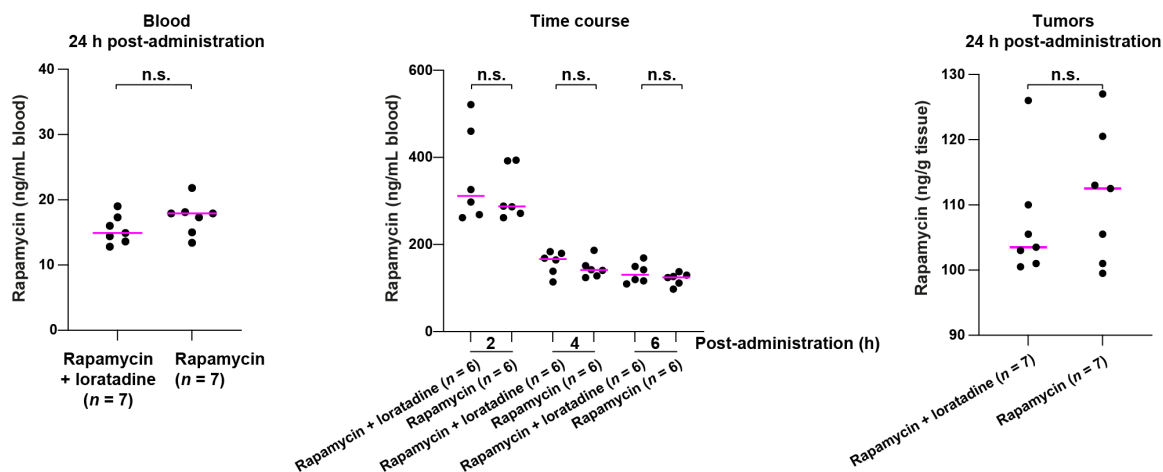 Blood
24 h post-administration
Rapamycin (ng/mL blood)
40
30
20
10
0
n.s.
Rapamycin
+ loratadine
(n = 7)
Rapamycin
(n = 7)
Time course
Rapamycin (ng/mL blood)
600
400
200
0
n.s.
n.s.
n.s.
2
4
6
Post-administration (h)
Rapamycin + loratadine (n = 6)
Rapamycin (n = 6)
Rapamycin + loratadine (n = 6)
Rapamycin (n = 6)
Rapamycin + loratadine (n = 6)
Rapamycin (n = 6)
Tumors
24 h post-administration
Rapamycin (ng/g tissue)
130
120
110
100
90
n.s.
Rapamycin + loratadine (n = 7)
Rapamycin (n = 7)